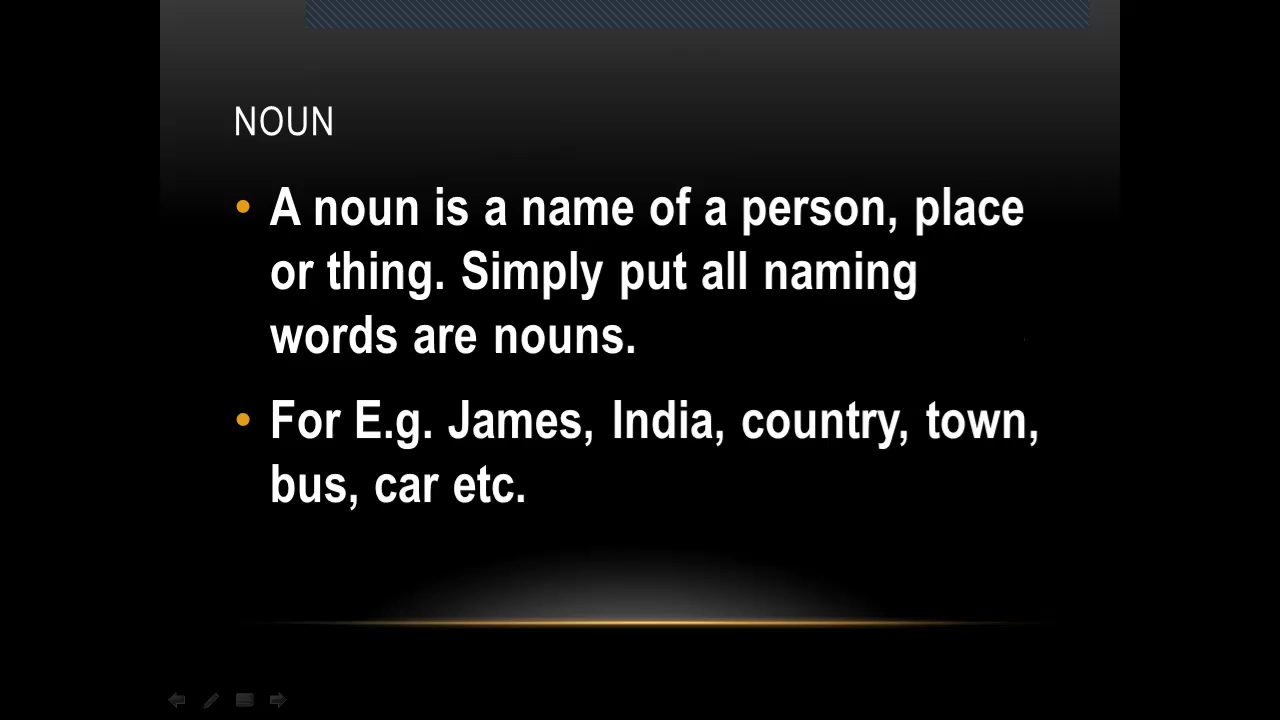 NOUN
• A noun is a name of a person, place
or thing. Simply put all naming
words are nouns.
• For E.g. James, India, country, town,
bus, car etc.